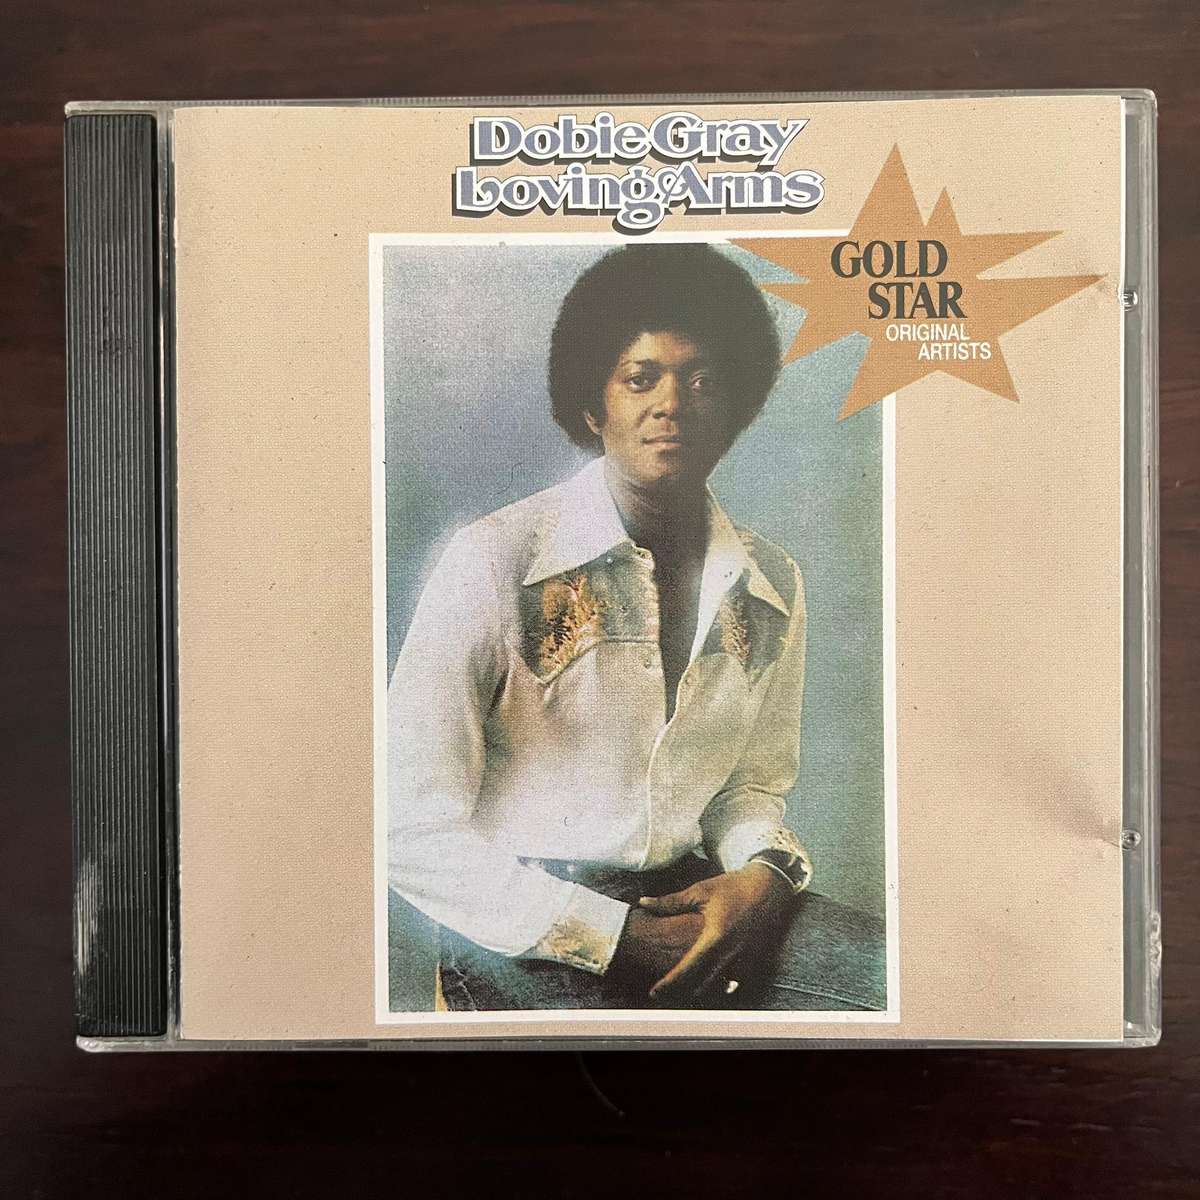 Dobie Gray
Loving Arms
GOLD
STAR
ORIGINAL
ARTISTS